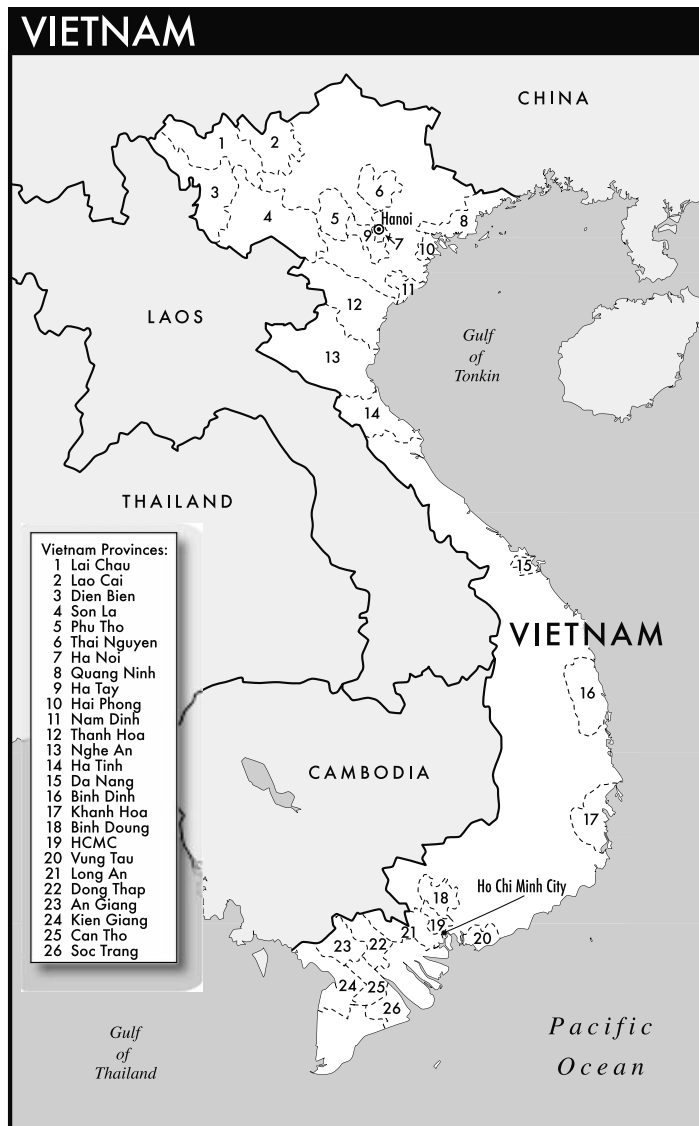 VIETNAM
CHINA
1
2
3
4
5
6
Hanoi
8
9
7
10
11
12
LAOS
13
Gulf
of
Tonkin
14
THAILAND
Vietnam Provinces:
1 Lai Chau
2 Lao Cai
3 Dien Bien
4 Son La
5 Phu Tho
6 Thai Nguyen
7 Ha Noi
8 Quang Ninh
9 Ha Tay
10 Hai Phong
11 Nam Dinh
12 Thanh Hoa
13 Nghe An
14 Ha Tinh
15 Da Nang
16 Binh Dinh
17 Khanh Hoa
18 Binh Doung
19 HCMC
20 Vung Tau
21 Long An
22 Dong Thap
23 An Giang
24 Kien Giang
25 Can Tho
26 Soc Trang
15
VIETNAM
16
CAMBODIA
17
Ho Chi Minh City
18
19
20
21
22
23
24
25
26
Gulf
of
Thailand
Pacific
Ocean